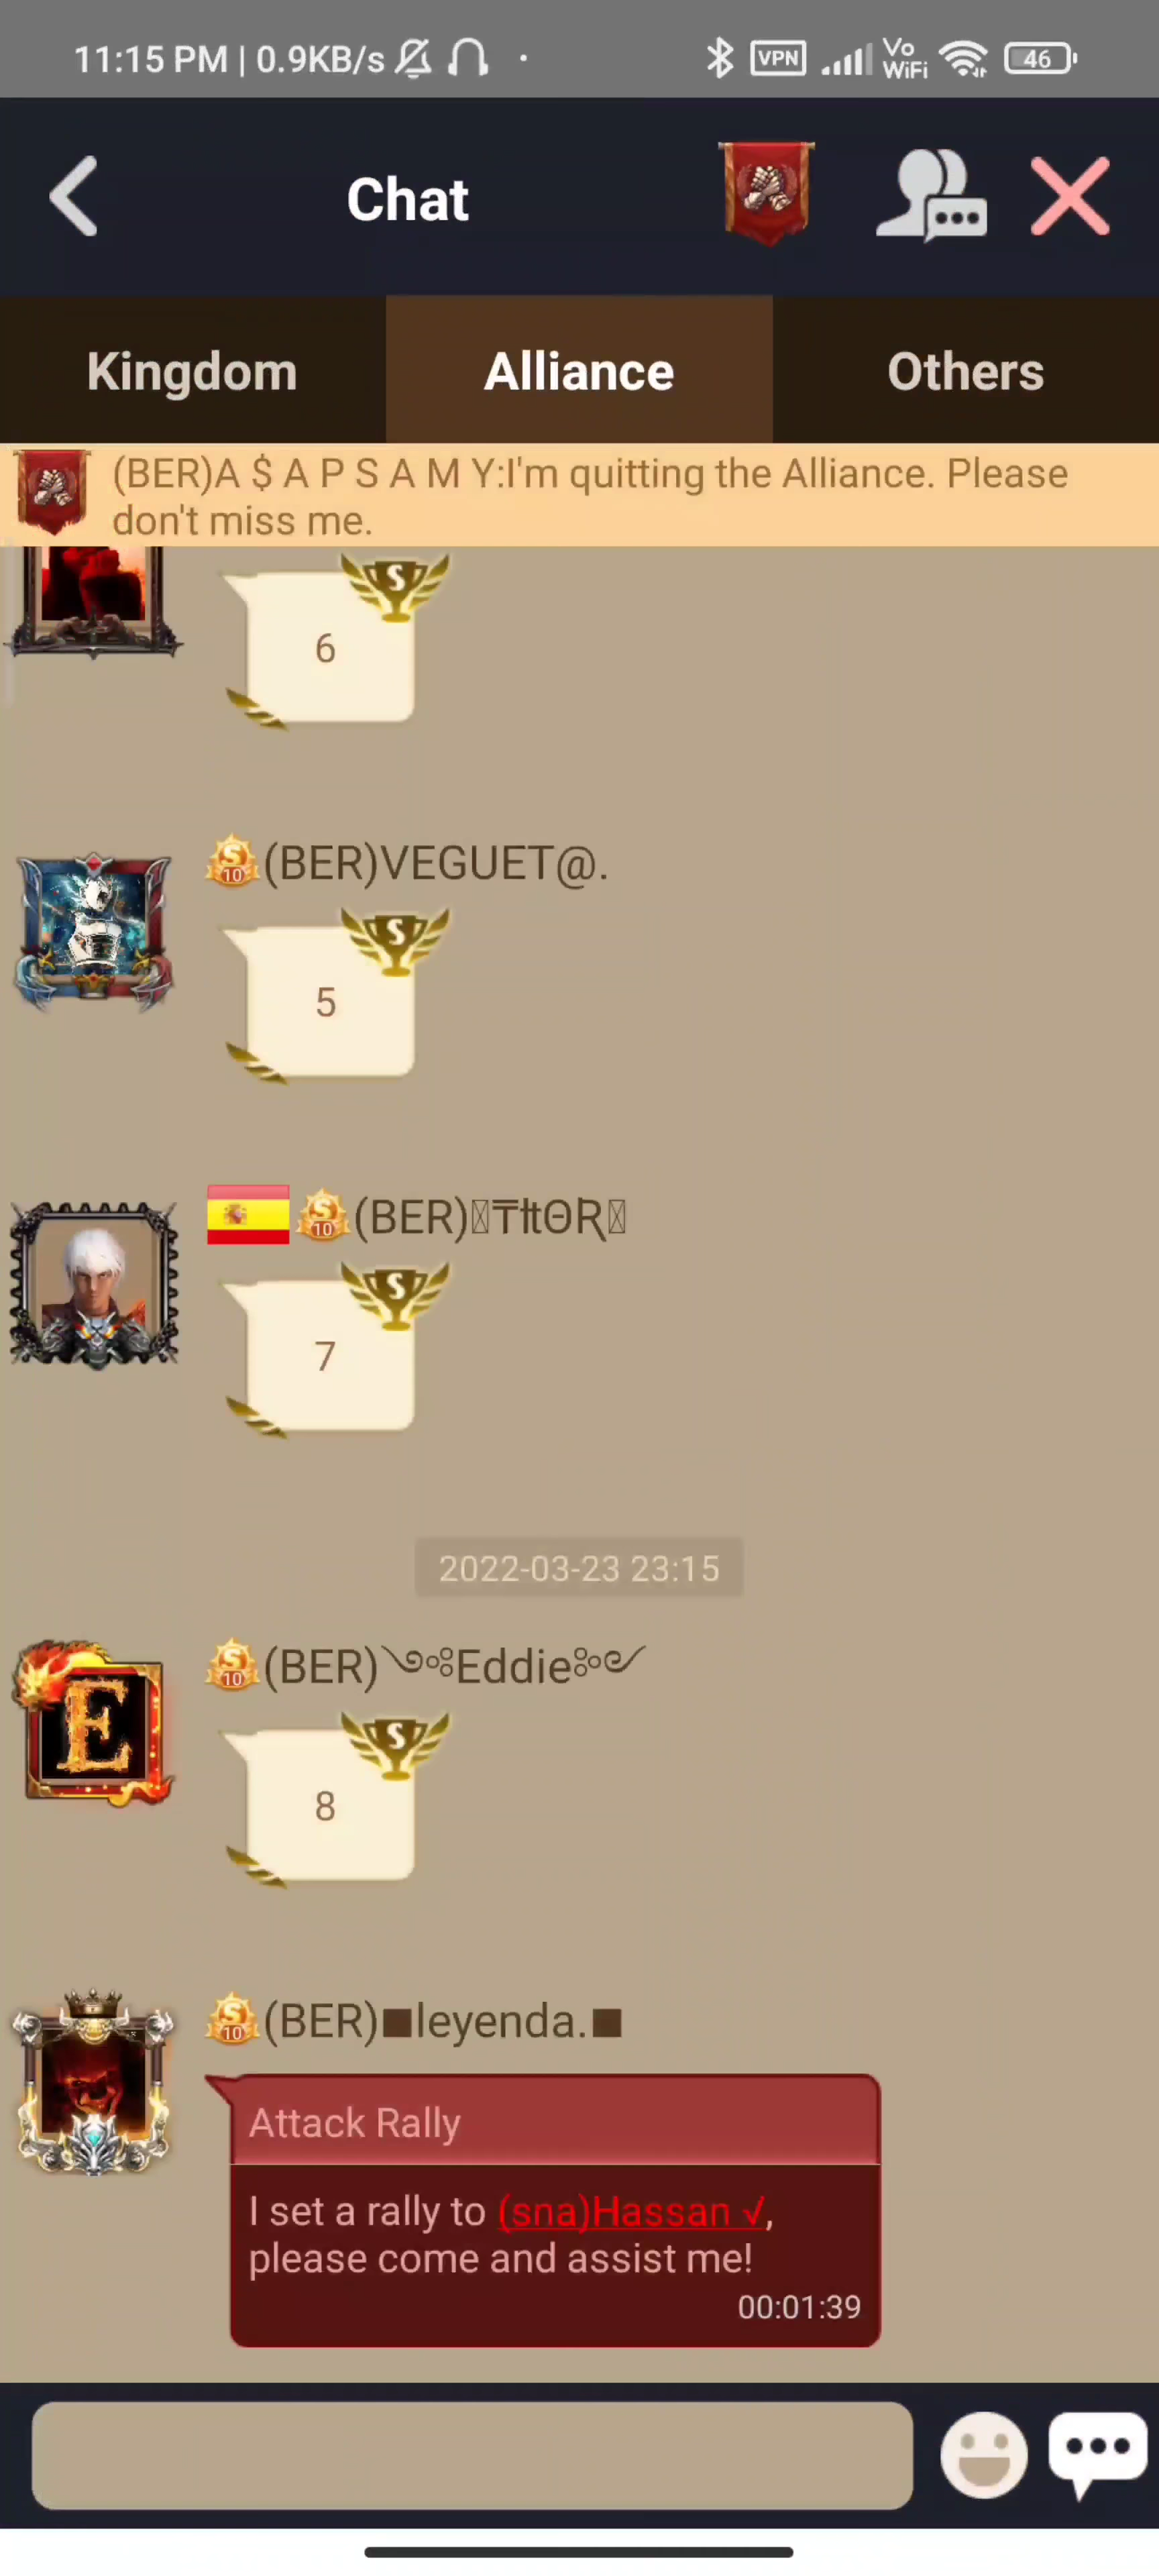 11:15 PM | 0.9KB/s
VPN
Vo
WiFi
46
Chat
Kingdom
Alliance
Others
(BER)A $ A P S A M Y:I'm quitting the Alliance. Please
don't miss me.
S
6
S
10
(BER)VEGUET@.
S
5
S
10
(BER)TꞪOR
S
7
2022-03-23 23:15
S
10
(BER)༺Eddie༻
E
S
8
S
10
(BER)■leyenda.■
Attack Rally
I set a rally to (sna)Hassan √,
please come and assist me!
00:01:39